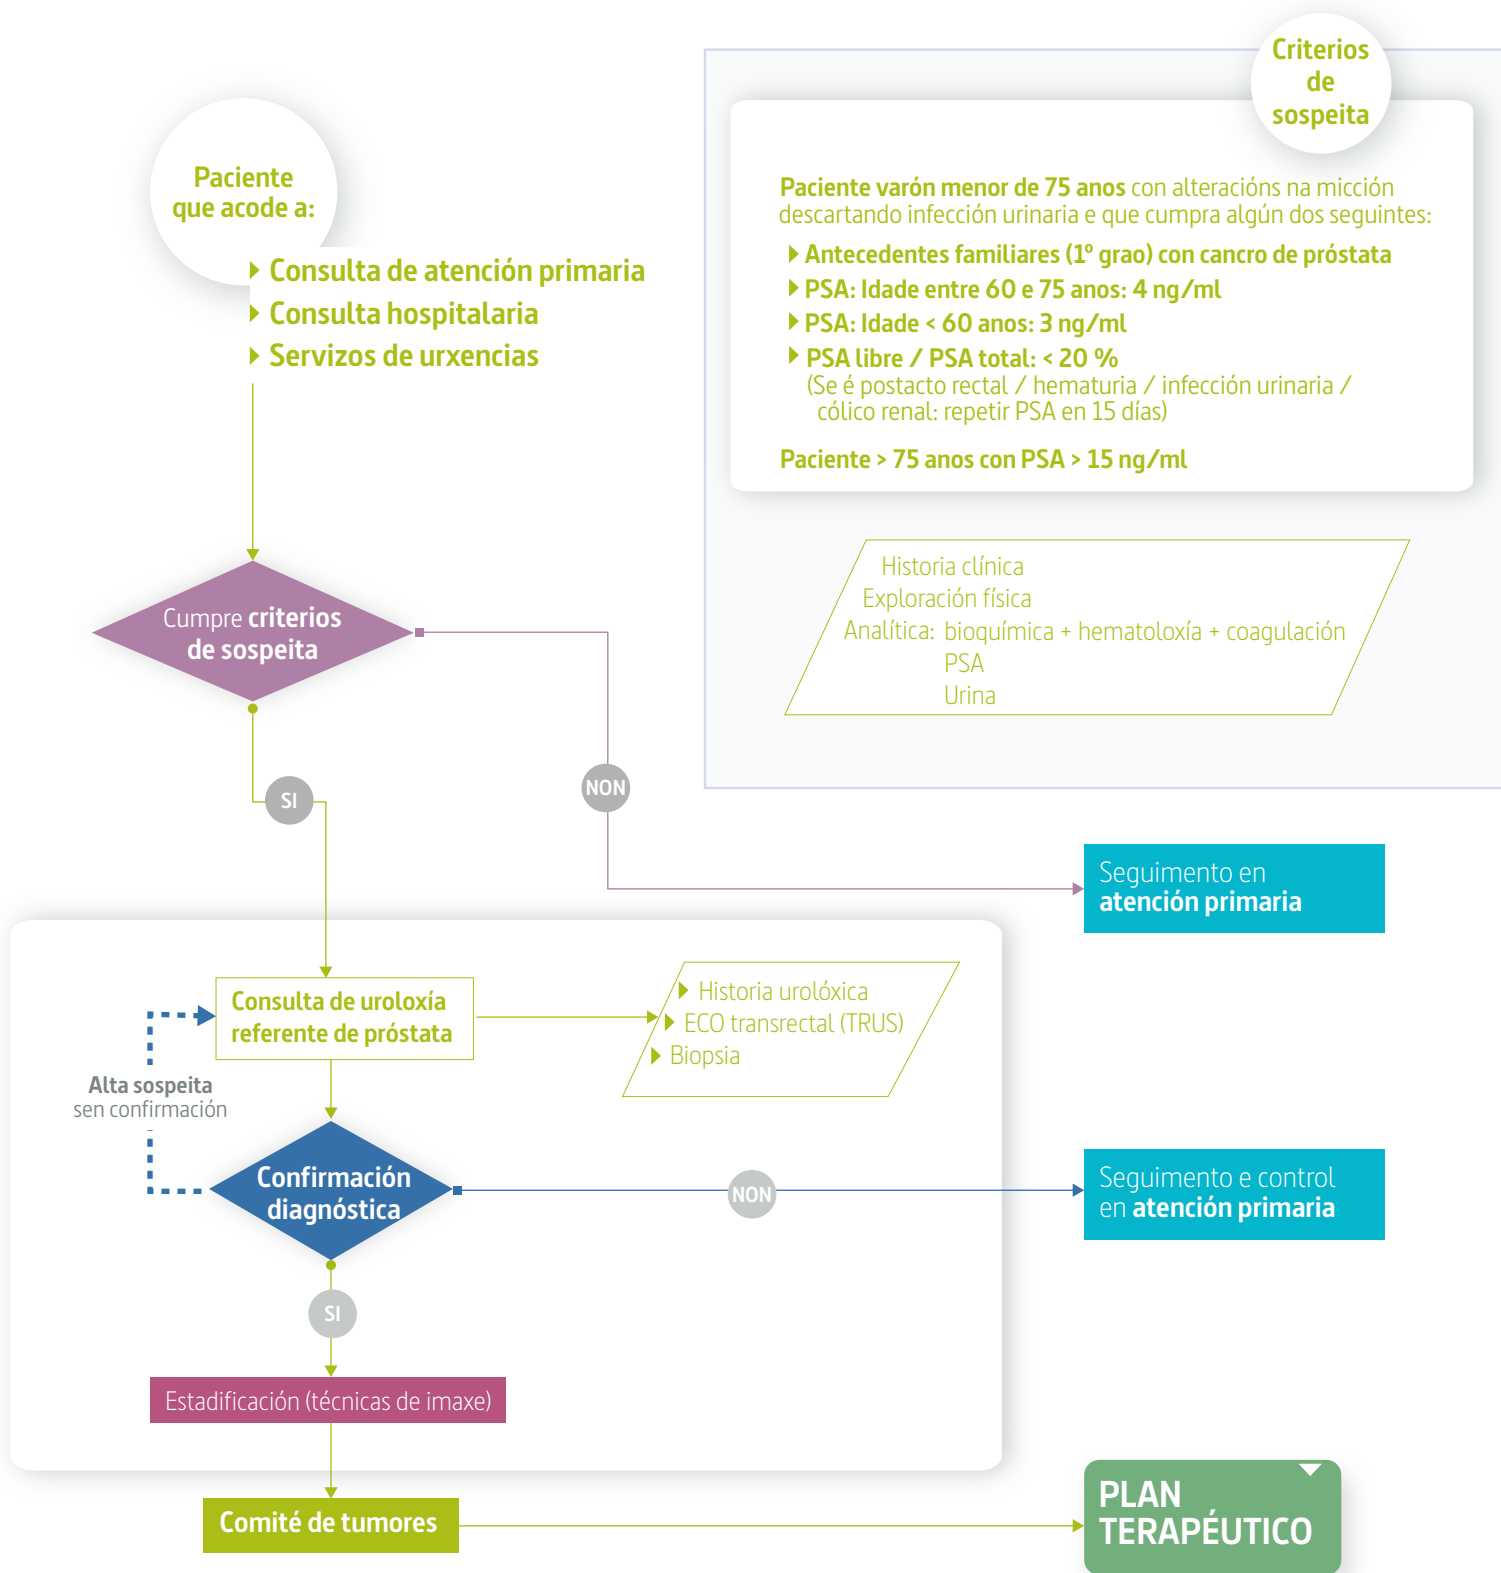 Criterios
de
sospeita
Paciente
que acode a:
Consulta de atención primaria
Consulta hospitalaria
Servizos de urxencias
Paciente varón menor de 75 anos con alteracións na micción
descartando infección urinaria e que cumpra algún dos seguintes:
Antecedentes familiares (1º grao) con cancro de próstata
PSA: Idade entre 60 e 75 anos: 4 ng/ml
PSA: Idade < 60 anos: 3 ng/ml
PSA libre / PSA total: < 20 %
(Se é postacto rectal / hematuria / infección urinaria /
cólico renal: repetir PSA en 15 días)
Paciente > 75 anos con PSA > 15 ng/ml
Historia clínica
Exploración física
Analítica: bioquímica + hematoloxía + coagulación
PSA
Urina
Cumpre criterios
de sospeita
SI
NON
Seguimento en
atención primaria
Consulta de uroloxía
referente de próstata
Historia urolóxica
ECO transrectal (TRUS)
Biopsia
Alta sospeita
sen confirmación
Confirmación
diagnóstica
NON
Seguimento e control
en atención primaria
SI
Estadificación (técnicas de imaxe)
Comité de tumores
PLAN
TERAPÉUTICO